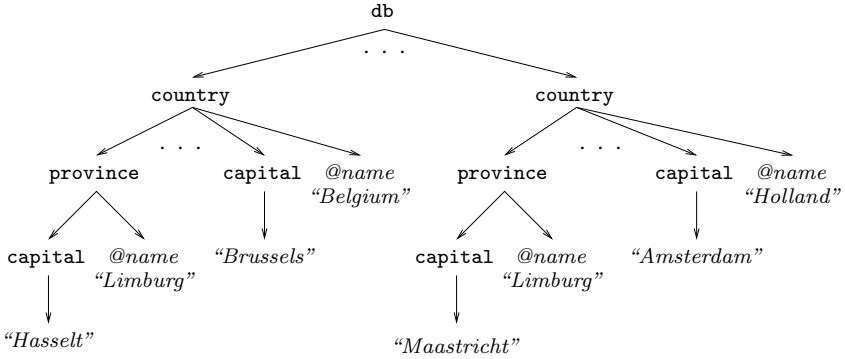 db
. . .
country country
. . . . . .
province capital @name province capital @name
“Belgium” “Holland”
capital @name “Brussels” capital @name “Amsterdam”
“Limburg” “Limburg”
“Hasselt” “Maastricht”